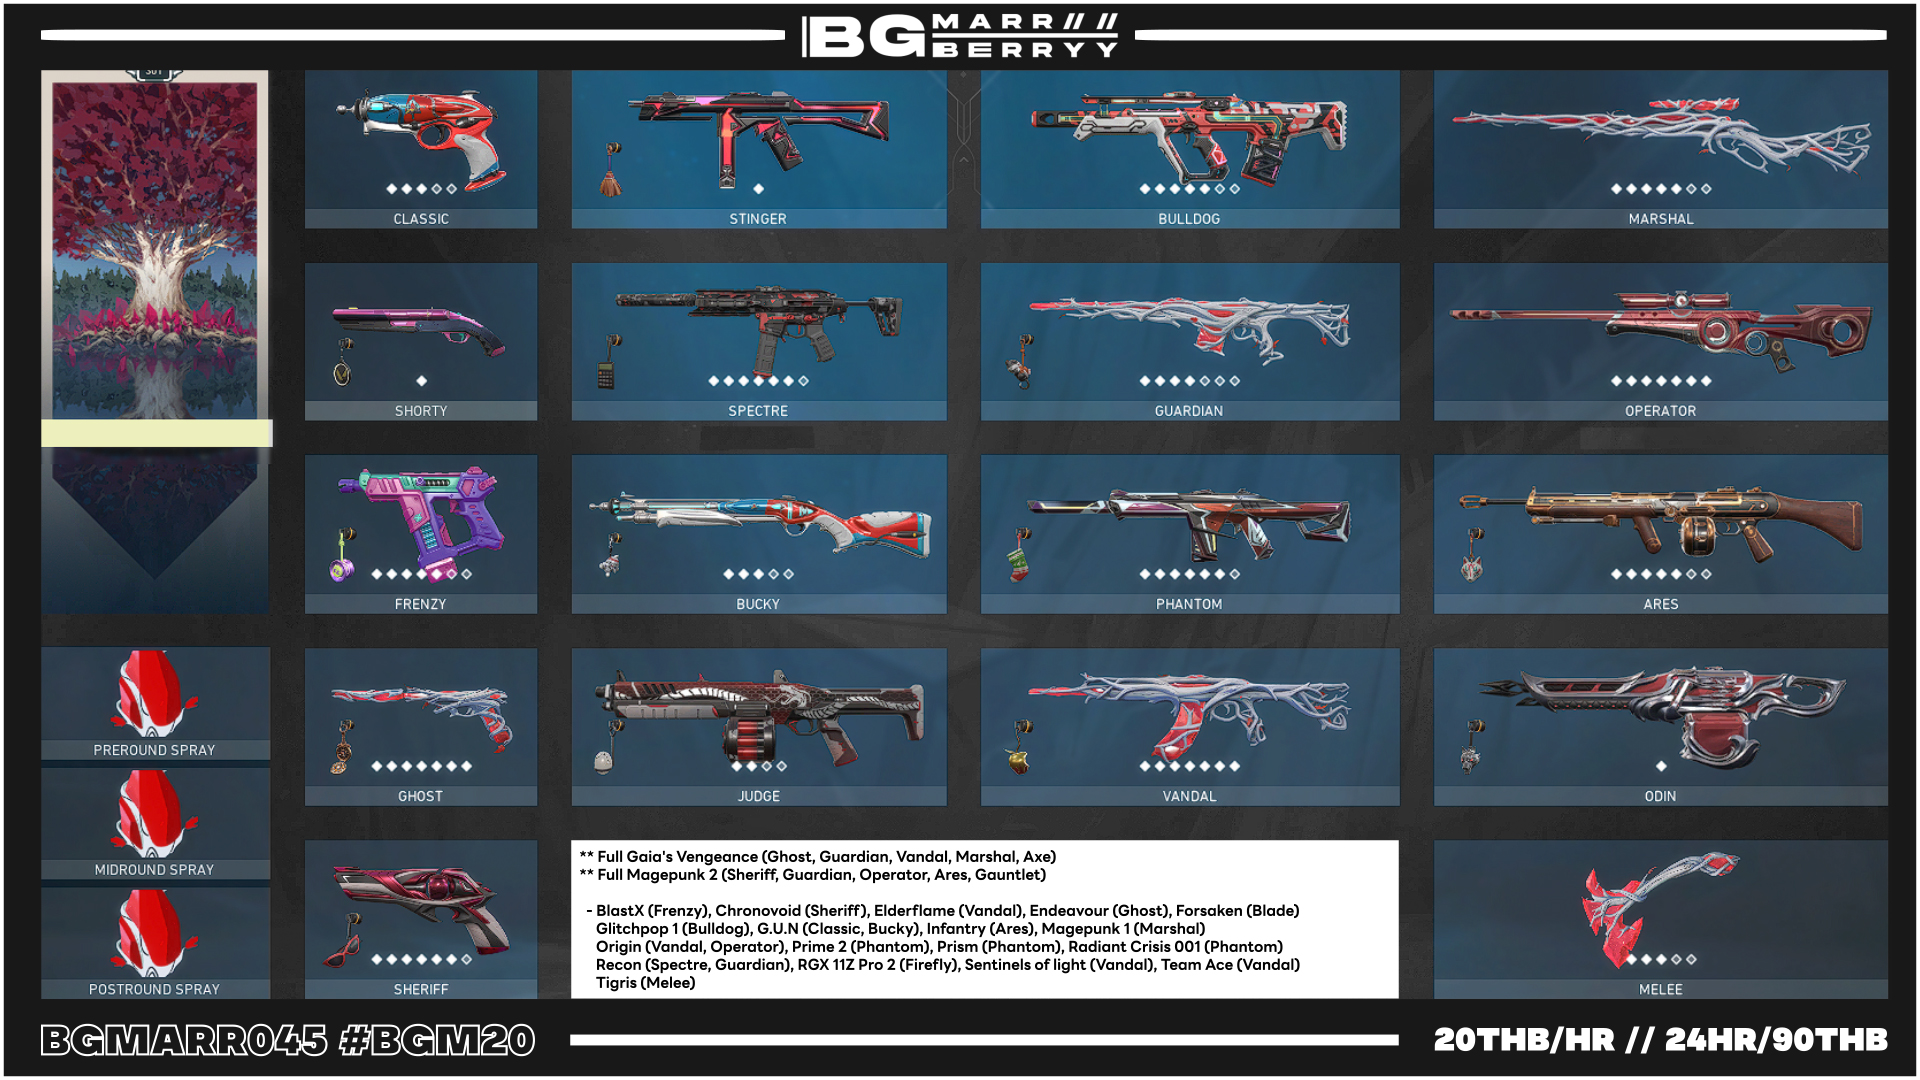 BG MARR// //
BERRYY
CLASSIC
STINGER
BULLDOG
MARSHAL
SHORTY
SPECTRE
GUARDIAN
OPERATOR
FRENZY
BUCKY
PHANTOM
ARES
PREROUND SPRAY
GHOST
JUDGE
VANDAL
ODIN
MIDROUND SPRAY
** Full Gaia's Vengeance (Ghost, Guardian, Vandal, Marshal, Axe)
** Full Magepunk 2 (Sheriff, Guardian, Operator, Ares, Gauntlet)
- BlastX (Frenzy), Chronovoid (Sheriff), Elderflame (Vandal), Endeavour (Ghost), Forsaken (Blade)
Glitchpop 1 (Bulldog), G.U.N (Classic, Bucky), Infantry (Ares), Magepunk 1 (Marshal)
Origin (Vandal, Operator), Prime 2 (Phantom), Prism (Phantom), Radiant Crisis 001 (Phantom)
Recon (Spectre, Guardian), RGX 11Z Pro 2 (Firefly), Sentinels of light (Vandal), Team Ace (Vandal)
Tigris (Melee)
POSTROUND SPRAY
SHERIFF
MELEE
BGMARR045 #BGM20
20THB/HR // 24HR/90THB